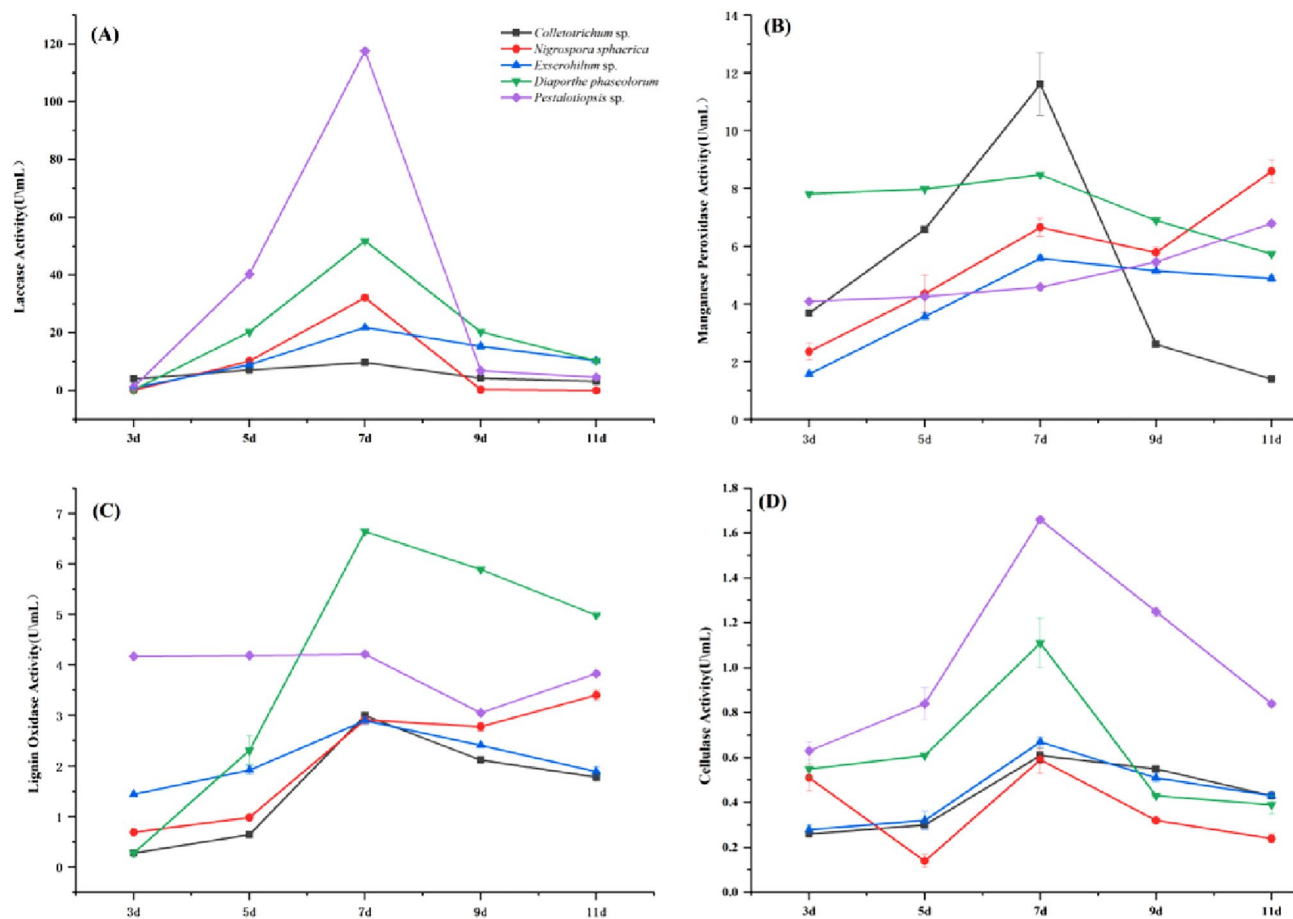 (A)
Colletotrichum sp.
Nigrospora sphaerica
Exserohilum sp.
Diaporthe phaseolorum
Pestalotiopsis sp.
Laccase Activity(U\mL)
120
100
80
60
40
20
0
3d 5d 7d 9d 11d
(B)
Manganese Peroxidase Activity(U\mL)
14
12
10
8
6
4
2
0
3d 5d 7d 9d 11d
(C)
Lignin Oxidase Activity(U\mL)
7
6
5
4
3
2
1
0
3d 5d 7d 9d 11d
(D)
Cellulase Activity(U\mL)
1.8
1.6
1.4
1.2
1.0
0.8
0.6
0.4
0.2
0.0
3d 5d 7d 9d 11d